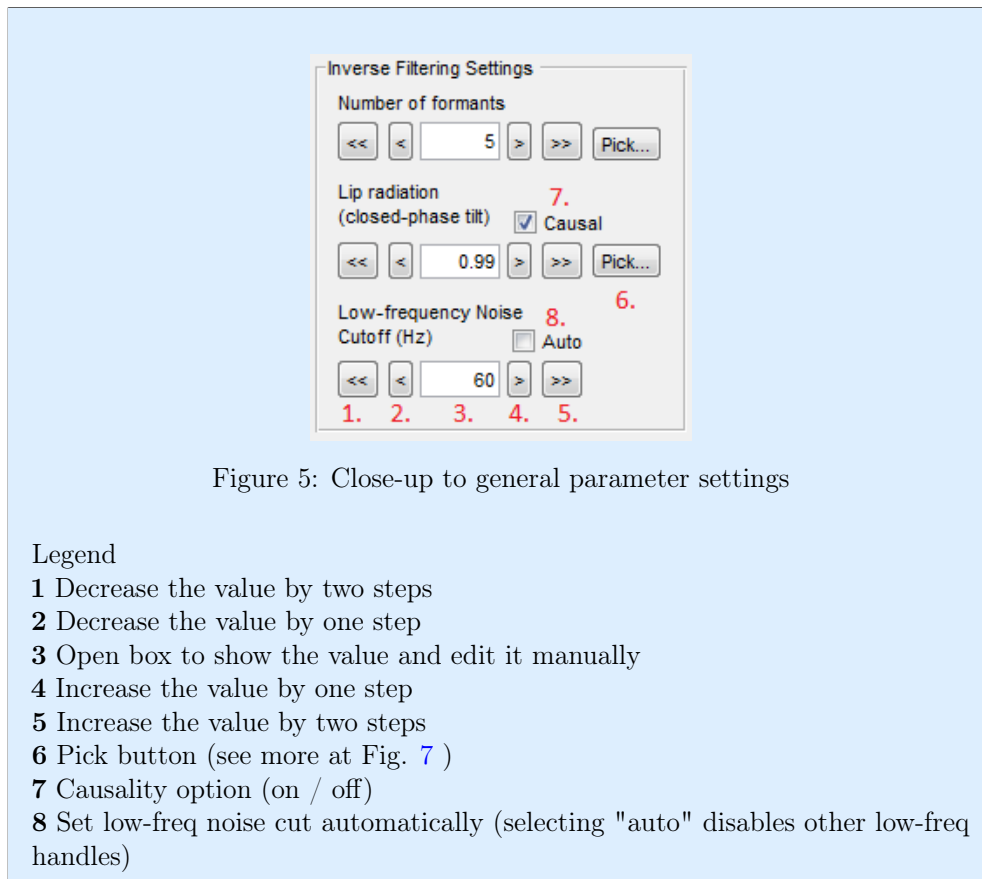 Inverse Filtering Settings
Number of formants
<< < 5 > >> Pick...
Lip radiation 7.
(closed-phase tilt) Causal
<< < 0.99 > >> Pick...
6.
Low-frequency Noise 8.
Cutoff (Hz) Auto
<< < 60 > >>
1. 2. 3. 4. 5.
Figure 5: Close-up to general parameter settings
Legend
1 Decrease the value by two steps
2 Decrease the value by one step
3 Open box to show the value and edit it manually
4 Increase the value by one step
5 Increase the value by two steps
6 Pick button (see more at Fig. 7 )
7 Causality option (on / off)
8 Set low-freq noise cut automatically (selecting "auto" disables other low-freq
handles)